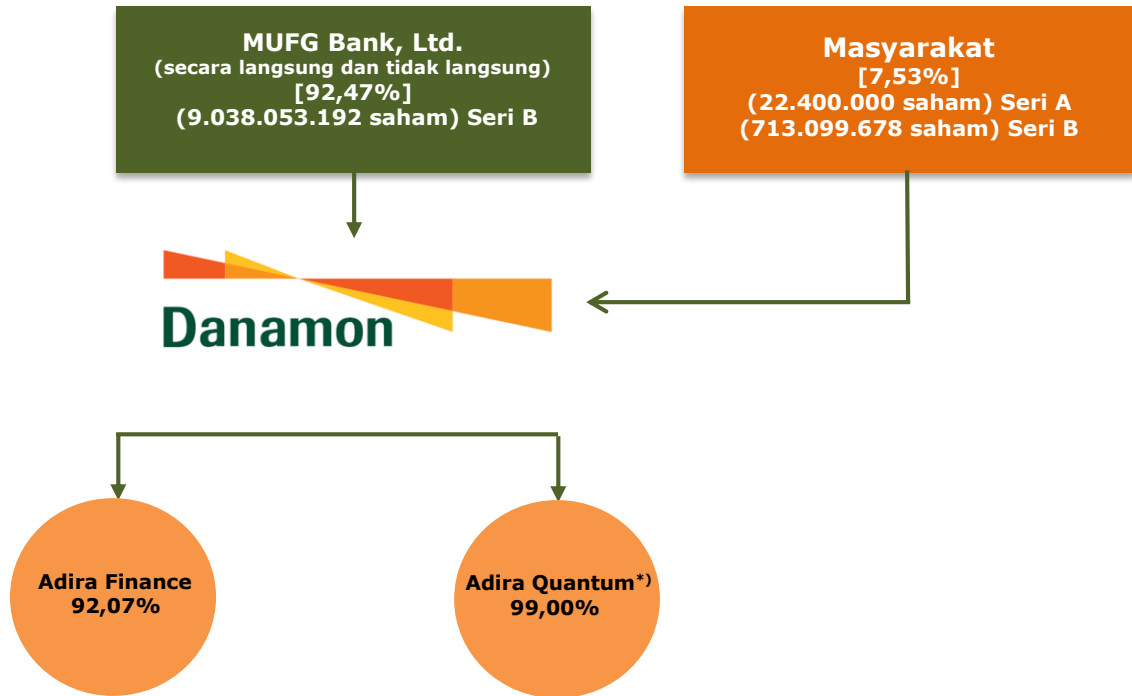 MUFG Bank, Ltd.
(secara langsung dan tidak langsung)
[92,47%]
(9.038.053.192 saham) Seri B
Masyarakat
[7,53%]
(22.400.000 saham) Seri A
(713.099.678 saham) Seri B
Danamon
Adira Finance
92,07%
Adira Quantum*)
99,00%